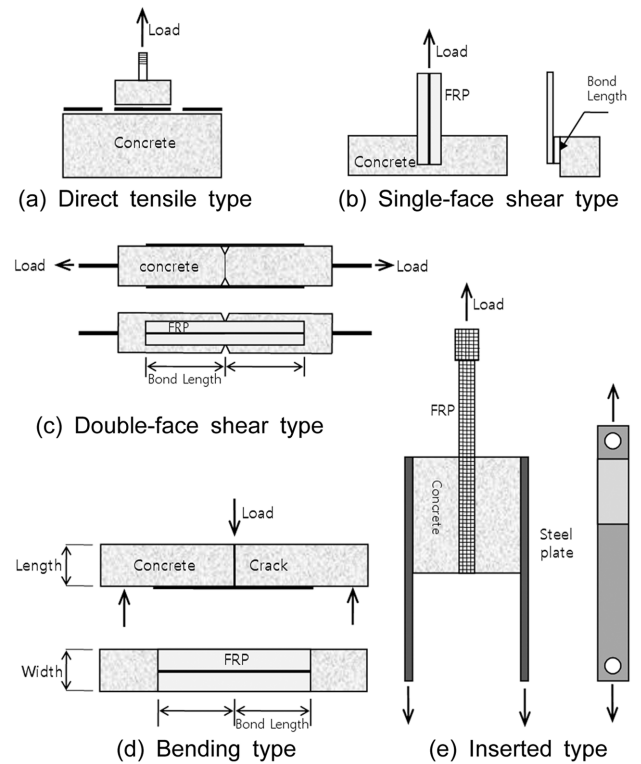 Load
Concrete
(a) Direct tensile type
Load
FRP
Concrete
Bond
Length
(b) Single-face shear type
Load
concrete
Load
FRP
Bond Length
(c) Double-face shear type
Load
Length
Concrete
Crack
Width
FRP
Bond Length
(d) Bending type
Load
FRP
Concrete
Steel
plate
(e) Inserted type